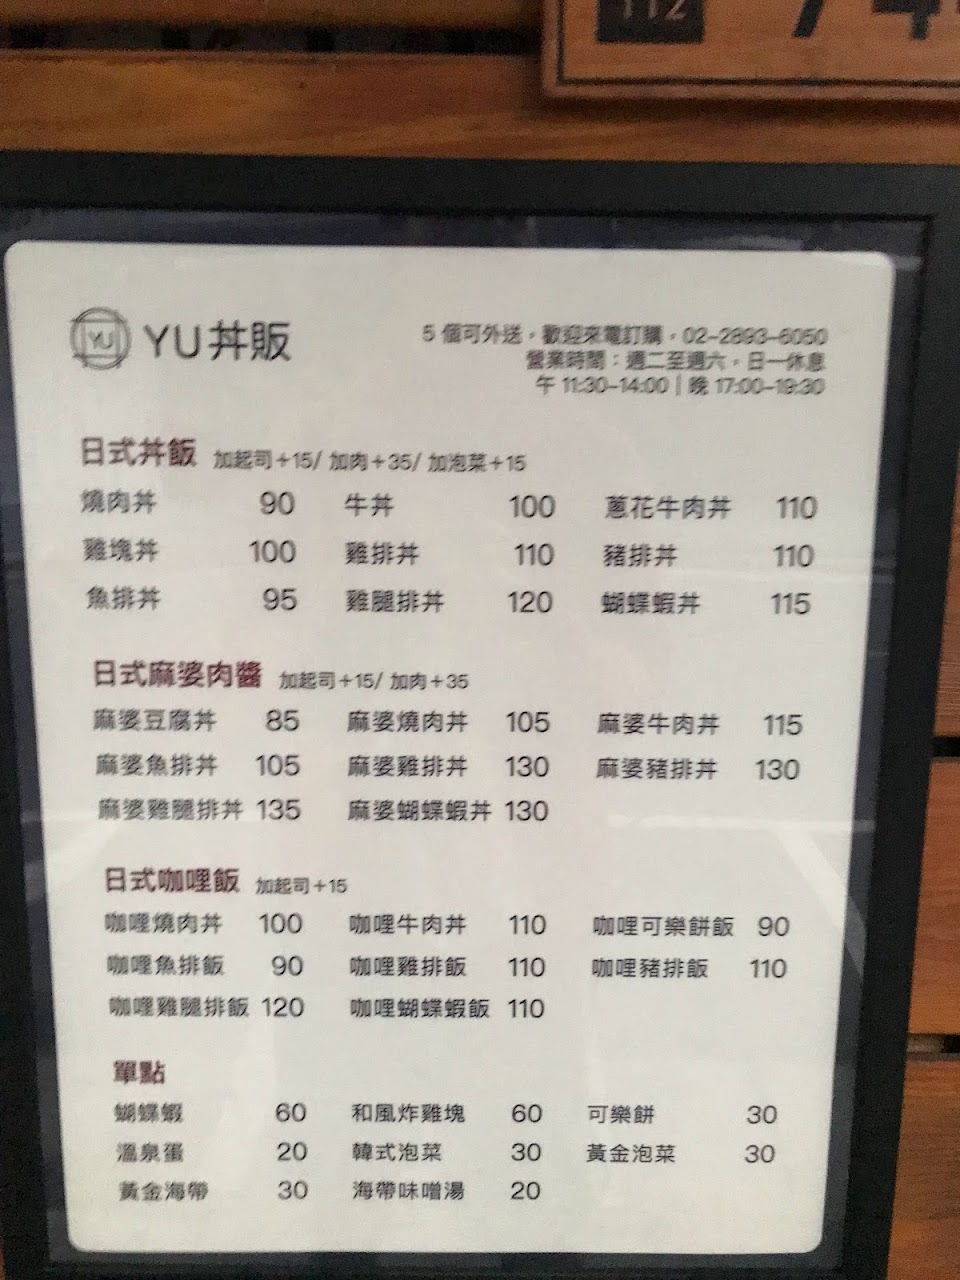 112 74
YU YU丼販
5 個可外送，歡迎來電訂購，02-2893-6050
營業時間：週二至週六，日一休息
午 11:30-14:00｜晚 17:00-19:30
日式丼飯 加起司+15/ 加肉+35/ 加泡菜+15
燒肉丼 90 牛丼 100 蔥花牛肉丼 110
雞塊丼 100 雞排丼 110 豬排丼 110
魚排丼 95 雞腿排丼 120 蝴蝶蝦丼 115
日式麻婆肉醬 加起司+15/ 加肉+35
麻婆豆腐丼 85 麻婆燒肉丼 105 麻婆牛肉丼 115
麻婆魚排丼 105 麻婆雞排丼 130 麻婆豬排丼 130
麻婆雞腿排丼 135 麻婆蝴蝶蝦丼 130
日式咖哩飯 加起司+15
咖哩燒肉丼 100 咖哩牛肉丼 110 咖哩可樂餅飯 90
咖哩魚排飯 90 咖哩雞排飯 110 咖哩豬排飯 110
咖哩雞腿排飯 120 咖哩蝴蝶蝦飯 110
單點
蝴蝶蝦 60 和風炸雞塊 60 可樂餅 30
溫泉蛋 20 韓式泡菜 30 黃金泡菜 30
黃金海帶 30 海帶味噌湯 20